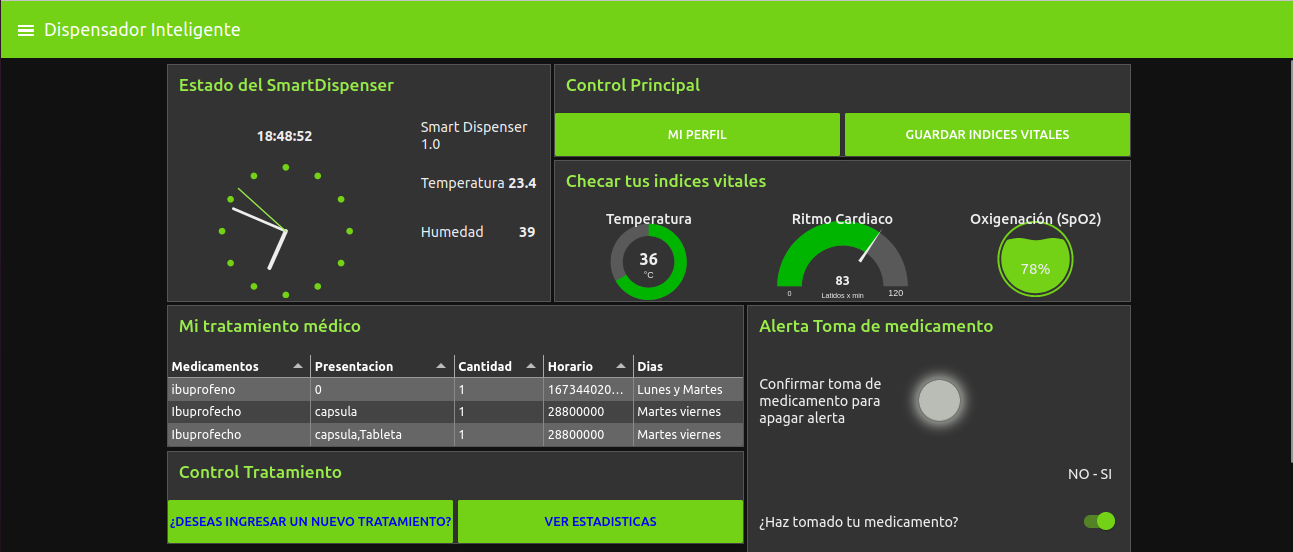 Dispensador Inteligente
Estado del SmartDispenser
18:48:52
Smart Dispenser
1.0
Temperatura 23.4
Humedad 39
Control Principal
MI PERFIL GUARDAR INDICES VITALES
Checar tus indices vitales
Temperatura
36
°C
Ritmo Cardiaco
83
0 Latidos x min 120
Oxigenación (SpO2)
78%
Mi tratamiento médico
Medicamentos Presentacion Cantidad Horario Dias
ibuprofeno 0 1 167344020... Lunes y Martes
Ibuprofecho capsula 1 28800000 Martes viernes
Ibuprofecho capsula,Tableta 1 28800000 Martes viernes
Control Tratamiento
¿DESEAS INGRESAR UN NUEVO TRATAMIENTO? VER ESTADISTICAS
Alerta Toma de medicamento
Confirmar toma de
medicamento para
apagar alerta
NO - SI
¿Haz tomado tu medicamento?